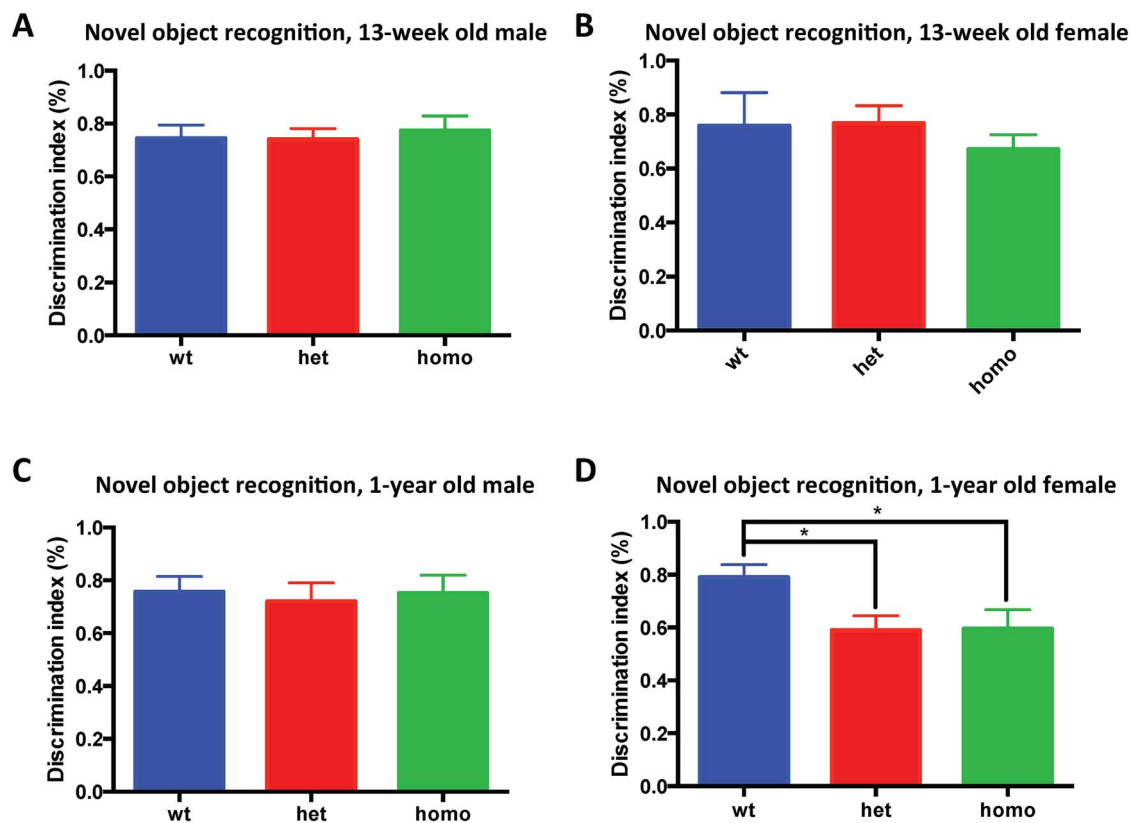 A
Novel object recognition, 13-week old male
Discrimination index (%)
1.0
0.8
0.6
0.4
0.2
0.0
wt het homo
B
Novel object recognition, 13-week old female
Discrimination index (%)
1.0
0.8
0.6
0.4
0.2
0.0
wt het homo
C
Novel object recognition, 1-year old male
Discrimination index (%)
1.0
0.8
0.6
0.4
0.2
0.0
wt het homo
D
Novel object recognition, 1-year old female
Discrimination index (%)
1.0
0.8
0.6
0.4
0.2
0.0
*
*
wt het homo